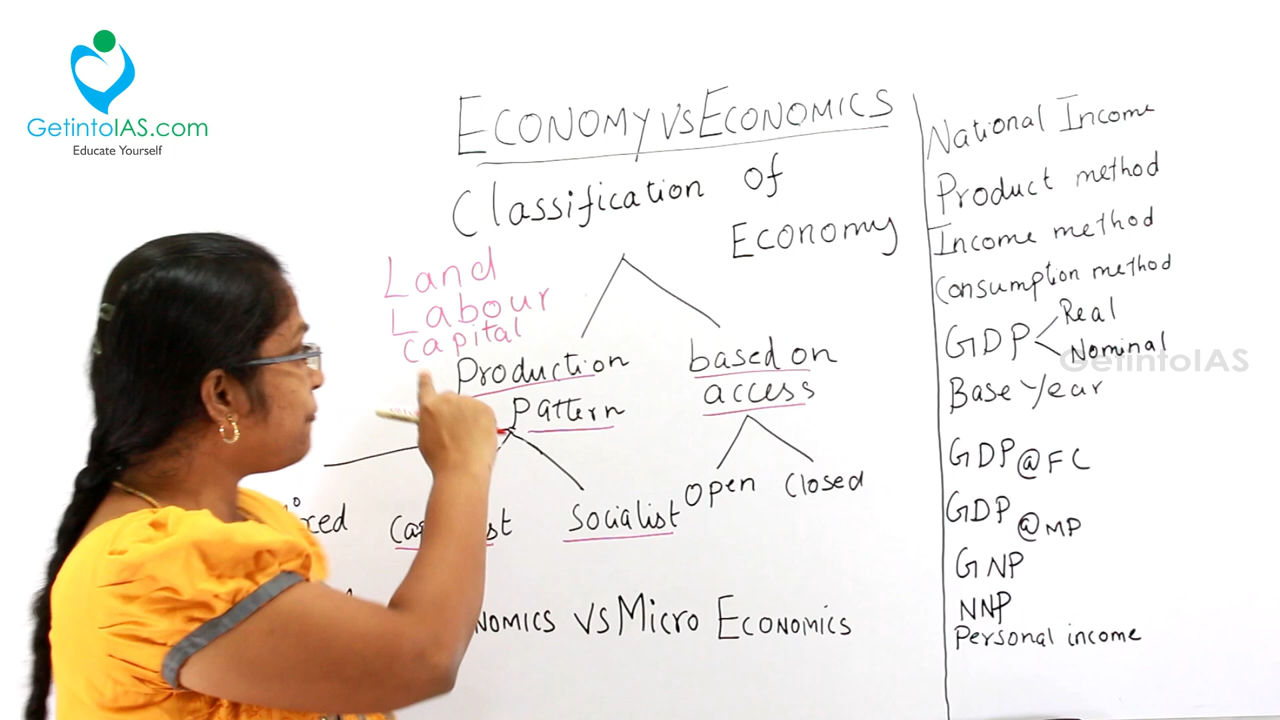 GetintoIAS.com
Educate Yourself
ECONOMY VS ECONOMICS
Classification of
Economy
Land
Labour
Capital
Production
Pattern
based on
access
Socialist
Open Closed
VS MICRO ECONOMICS
National Income
Product method
Income method
Consumption method
GDP Real
Nominal
GetintoIAS
Base Year
GDP @FC
GDP @MP
GNP
NNP
Personal income